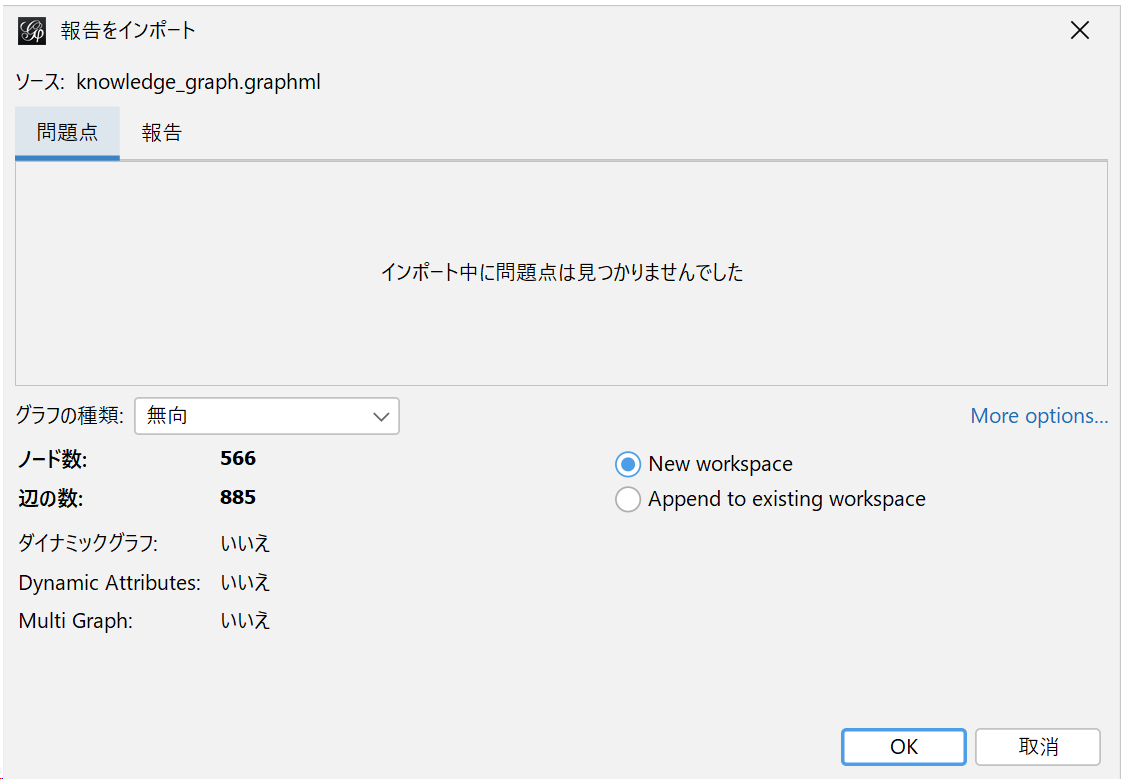 報告をインポート
ソース: knowledge_graph.graphml
問題点 報告
インポート中に問題点は見つかりませんでした
グラフの種類: 無向 More options...
ノード数: 566
辺の数: 885
New workspace
Append to existing workspace
ダイナミックグラフ: いいえ
Dynamic Attributes: いいえ
Multi Graph: いいえ
OK 取消